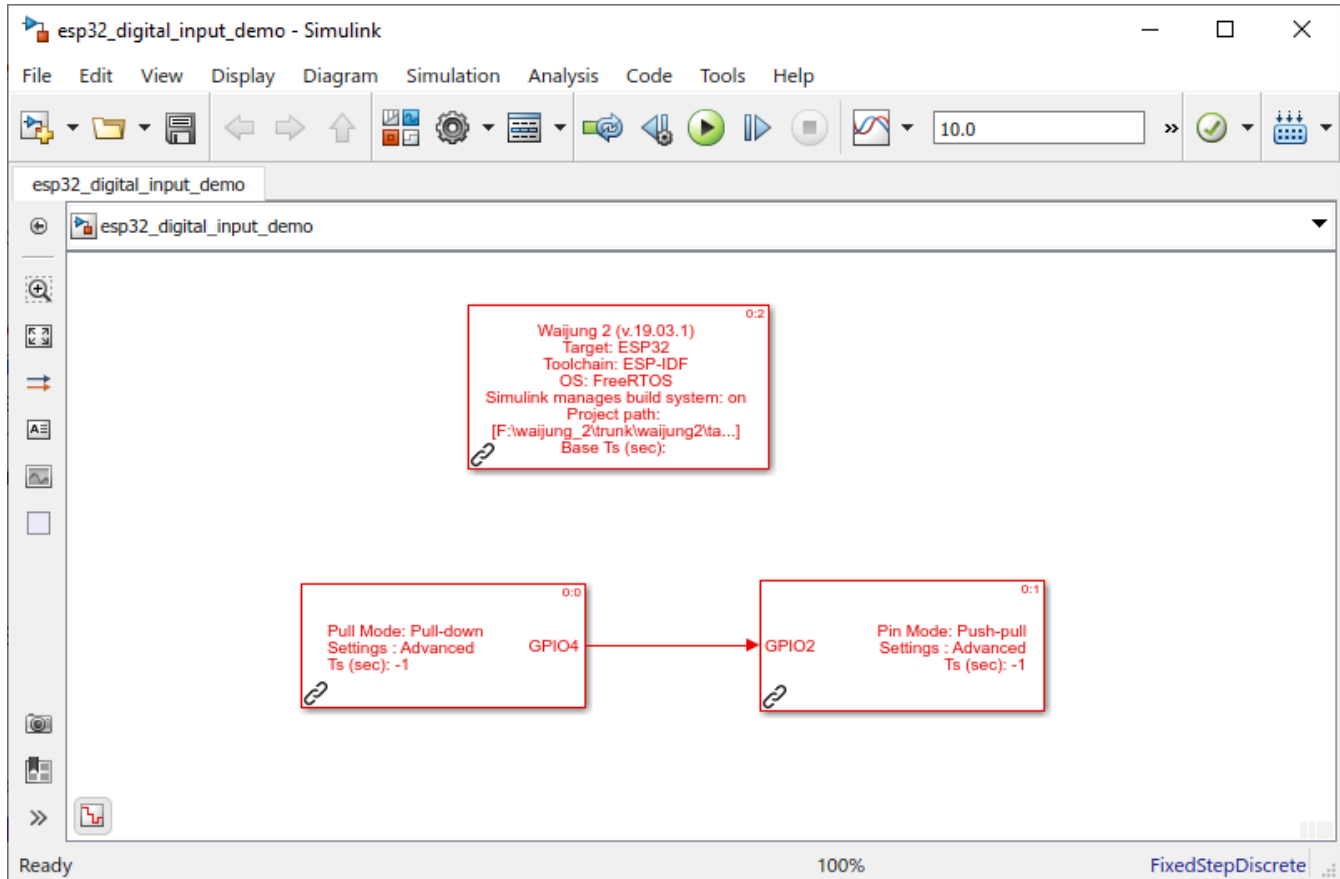 esp32_digital_input_demo - Simulink
File Edit View Display Diagram Simulation Analysis Code Tools Help
10.0 »
esp32_digital_input_demo
esp32_digital_input_demo
0:2
Waijung 2 (v.19.03.1)
Target: ESP32
Toolchain: ESP-IDF
OS: FreeRTOS
Simulink manages build system: on
Project path:
[F:\waijung_2\trunk\waijung2\ta...]
Base Ts (sec):
0:0
Pull Mode: Pull-down
Settings : Advanced
Ts (sec): -1
GPIO4
0:1
GPIO2
Pin Mode: Push-pull
Settings : Advanced
Ts (sec): -1
Ready 100% FixedStepDiscrete